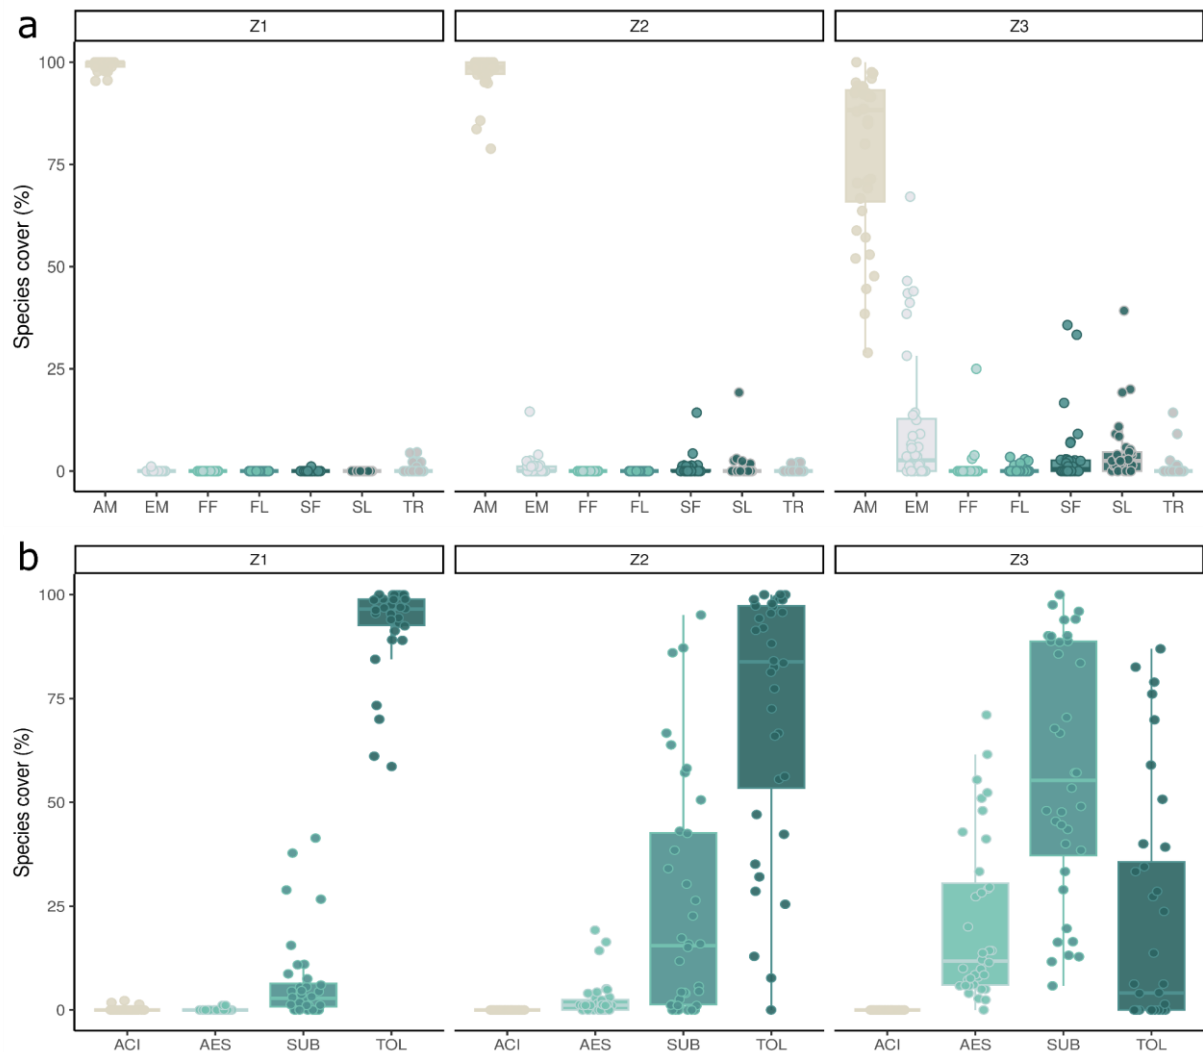 a
Z1 Z2 Z3
Species cover (%)
100
75
50
25
0
AM EM FF FL SF SL TR AM EM FF FL SF SL TR AM EM FF FL SF SL TR
b
Z1 Z2 Z3
Species cover (%)
100
75
50
25
0
ACI AES SUB TOL ACI AES SUB TOL ACI AES SUB TOL